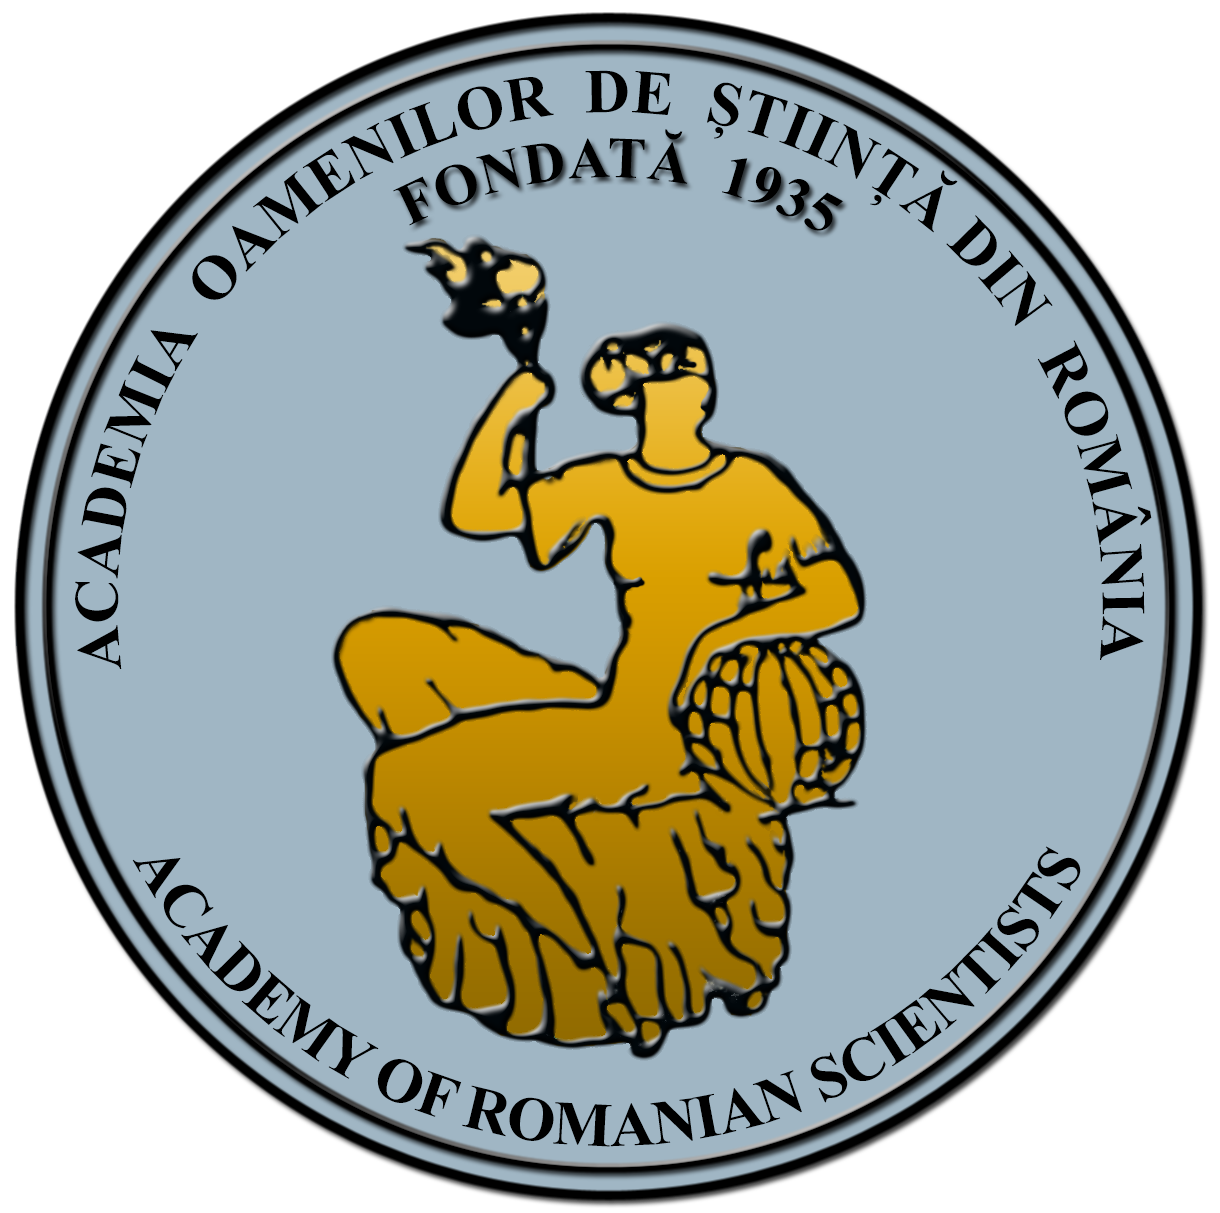 ACADEMIA OAMENILOR DE ȘTIINȚĂ DIN ROMÂNIA
FONDATĂ 1935
ACADEMY OF ROMANIAN SCIENTISTS